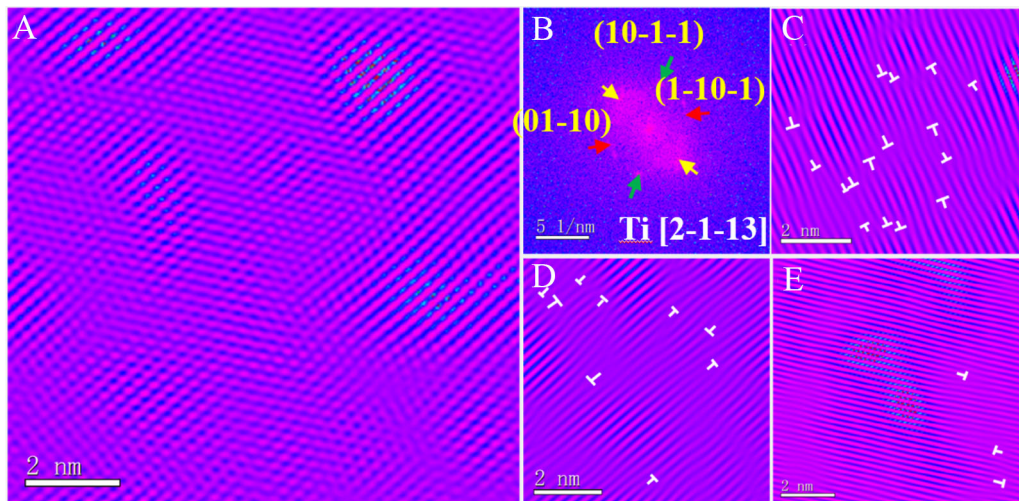 A
2 nm
B
(10-1-1)
(1-10-1)
(01-10)
5 1/nm
Ti [2-1-13]
C
2 nm
D
2 nm
E
2 nm